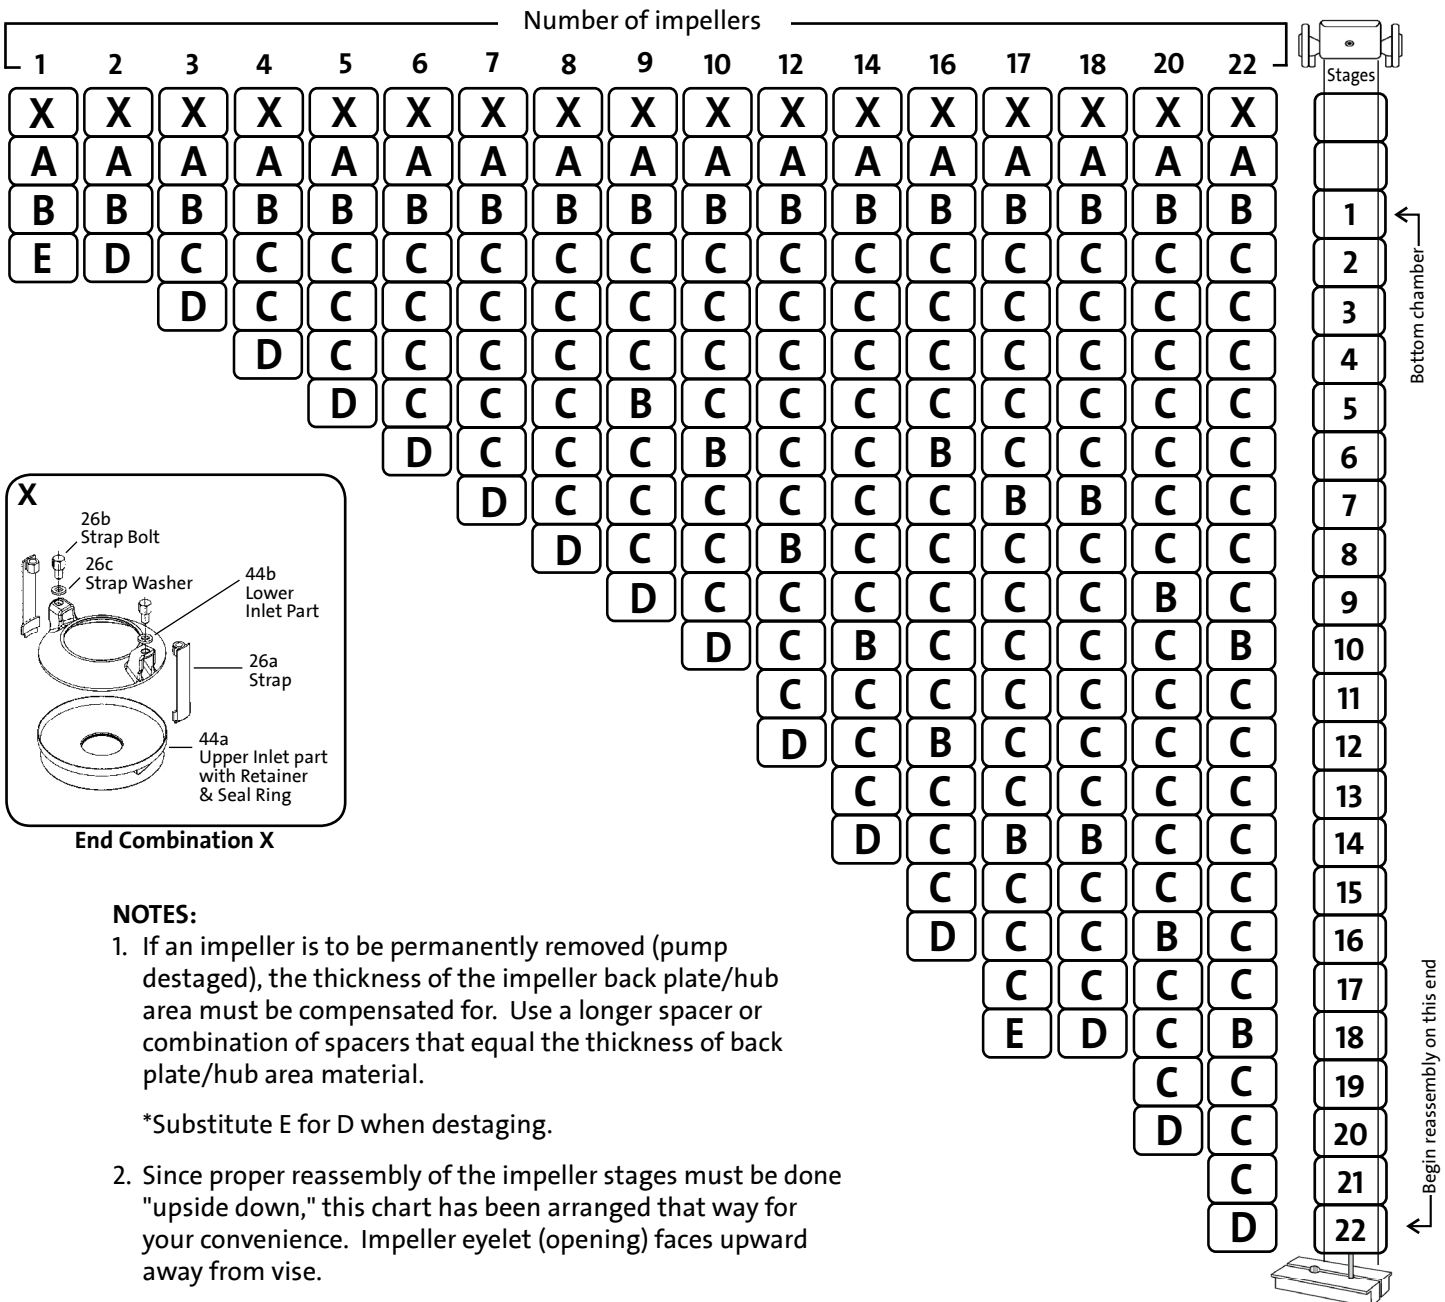 Number of impellers
1 2 3 4 5 6 7 8 9 10 12 14 16 17 18 20 22
Stages
X X X X X X X X X X X X X X X X X
A A A A A A A A A A A A A A A A A
B B B B B B B B B B B B B B B B B 1
E D C C C C C C C C C C C C C C C 2
D C C C C C C C C C C C C C C 3
D C C C C C C C C C C C C C 4
D C C C B C C C C C C C C 5
D C C C B C C B C C C C 6
D C C C C C C B B C C 7
D C C B C C C C C C 8
D C C C C C C B C 9
D C B C C C C B 10
C C C C C C C 11
D C B C C C C 12
C C C C C C 13
D C B B C C 14
C C C C C 15
D C C B C 16
C C C C 17
E D C B 18
C C 19
D C 20
C 21
D 22
Bottom chamber
Begin reassembly on this end
X
26b
Strap Bolt
26c
Strap Washer
44b
Lower
Inlet Part
26a
Strap
44a
Upper Inlet part
with Retainer
& Seal Ring
End Combination X
NOTES:
1. If an impeller is to be permanently removed (pump
destaged), the thickness of the impeller back plate/hub
area must be compensated for. Use a longer spacer or
combination of spacers that equal the thickness of back
plate/hub area material.
*Substitute E for D when destaging.
2. Since proper reassembly of the impeller stages must be done
"upside down," this chart has been arranged that way for
your convenience. Impeller eyelet (opening) faces upward
away from vise.